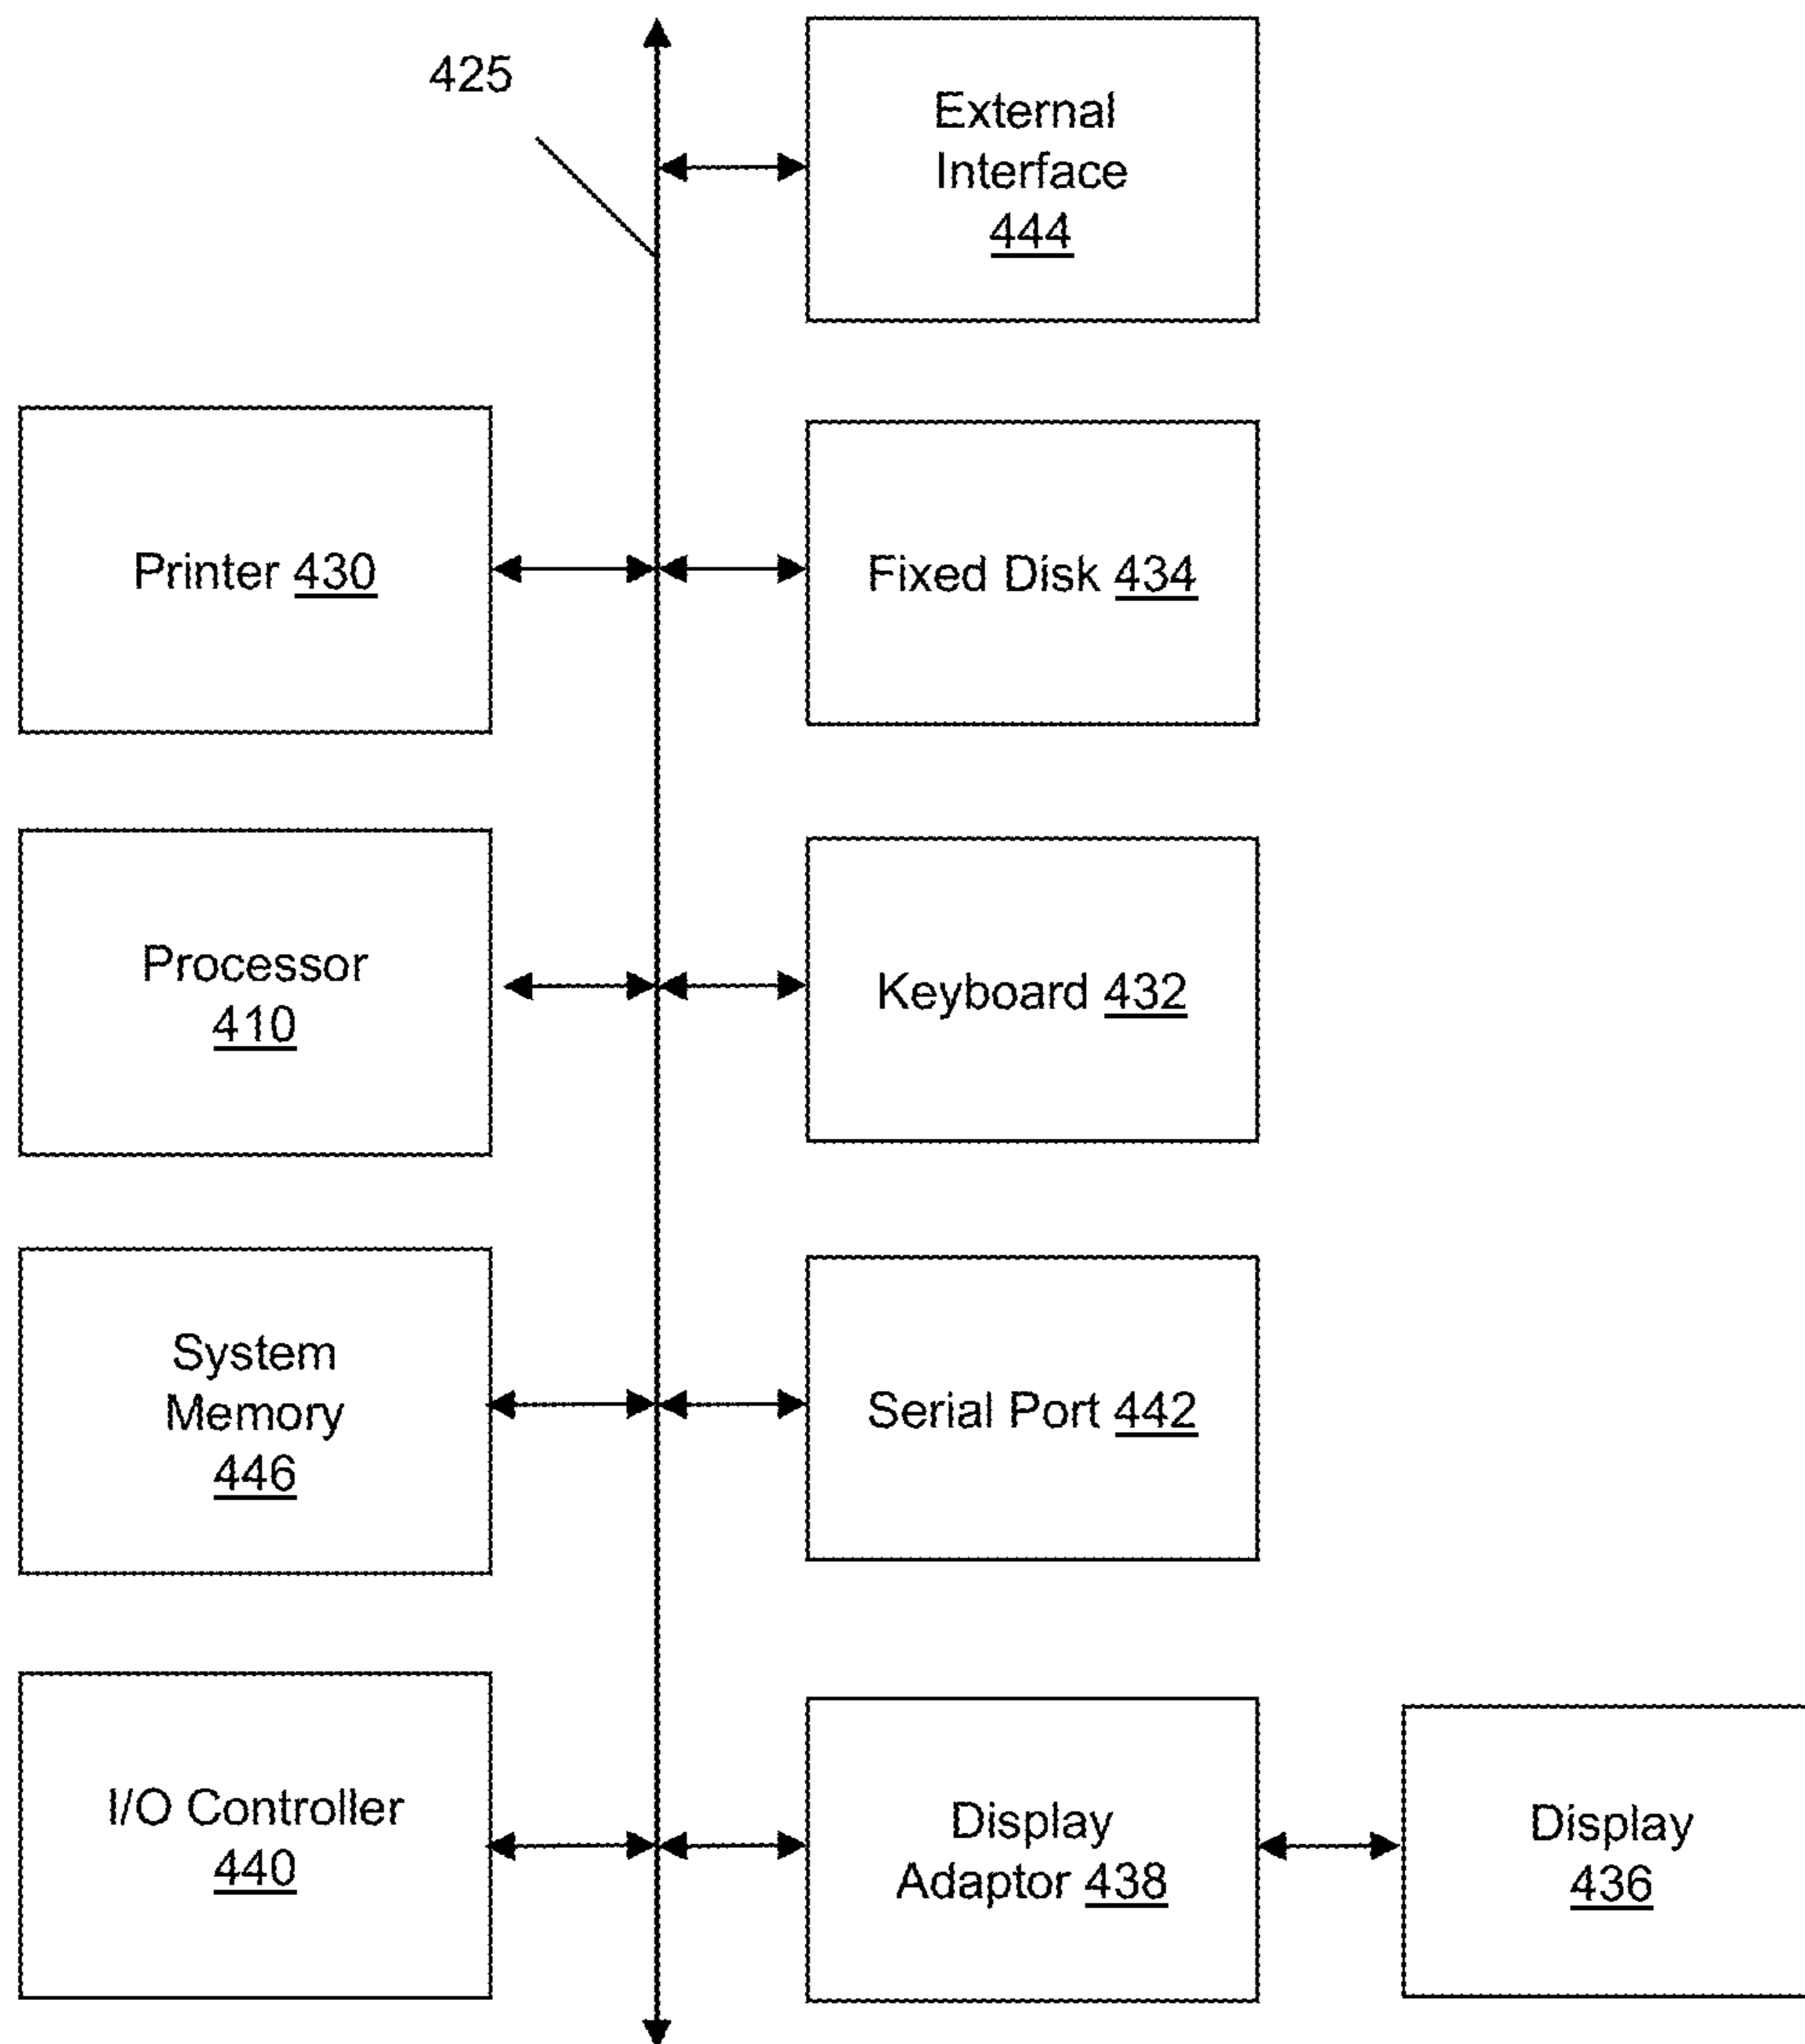 425
External
Interface
444
Printer 430
Fixed Disk 434
Processor
410
Keyboard 432
System
Memory
446
Serial Port 442
I/O Controller
440
Display
Adaptor 438
Display
436